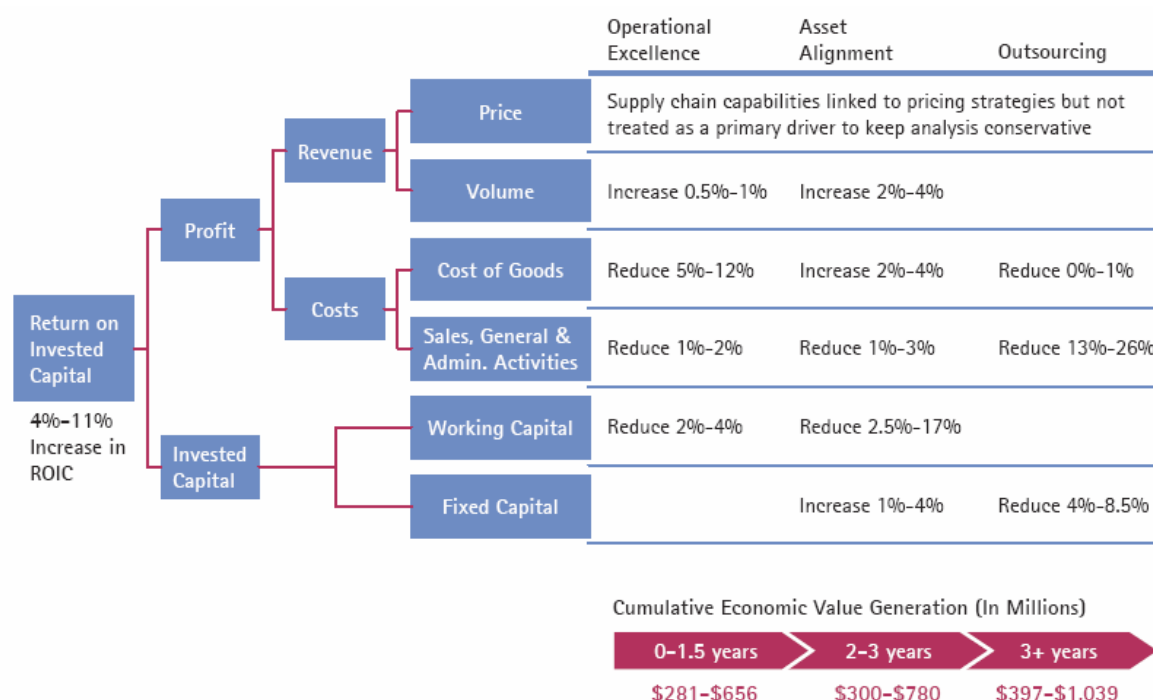 Operational
Excellence
Asset
Alignment
Outsourcing
Price
Supply chain capabilities linked to pricing strategies but not
treated as a primary driver to keep analysis conservative
Revenue
Volume
Increase 0.5%-1%
Increase 2%-4%
Profit
Cost of Goods
Reduce 5%-12%
Increase 2%-4%
Reduce 0%-1%
Costs
Sales, General &
Admin. Activities
Reduce 1%-2%
Reduce 1%-3%
Reduce 13%-26%
Return on
Invested
Capital
4%-11%
Increase in
ROIC
Working Capital
Reduce 2%-4%
Reduce 2.5%-17%
Invested
Capital
Fixed Capital
Increase 1%-4%
Reduce 4%-8.5%
Cumulative Economic Value Generation (In Millions)
0-1.5 years
2-3 years
3+ years
$281-$656
$300-$780
$397-$1,039